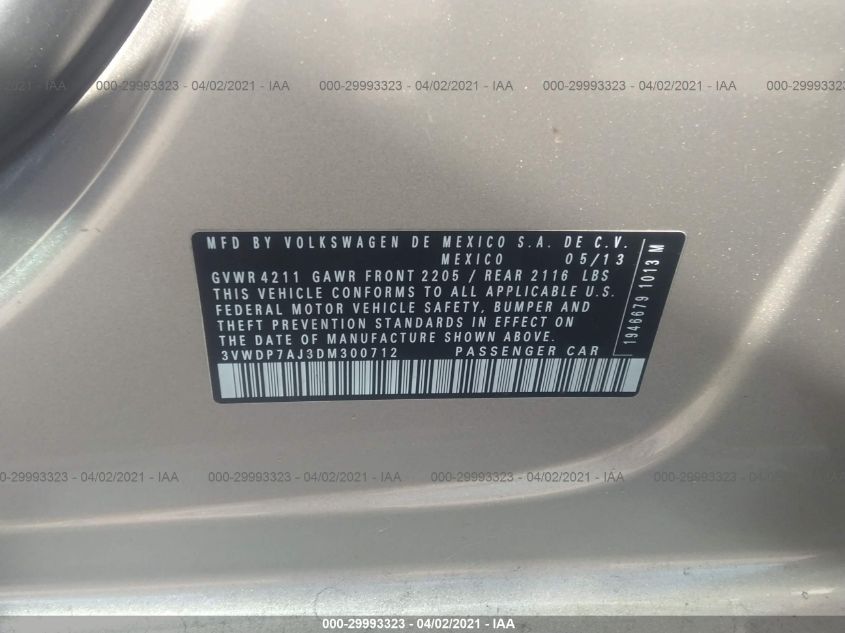 /2021 - IAA 000-29993323 - 04/02/2021 - IAA 000-29993323 - 04/02/2021 - IAA 000-29993323 - 04/02/2021 - IAA 000-2999332
MFD BY VOLKSWAGEN DE MEXICO S.A. DE C.V.
MEXICO 05/13
GVWR 4211 GAWR FRONT 2205 / REAR 2116 LBS
THIS VEHICLE CONFORMS TO ALL APPLICABLE U.S.
FEDERAL MOTOR VEHICLE SAFETY, BUMPER AND
THEFT PREVENTION STANDARDS IN EFFECT ON
THE DATE OF MANUFACTURE SHOWN ABOVE.
3VWDP7AJ3DM300712 PASSENGER CAR
1946679 1013 M
29993323 - 04/02/2021 - IAA 000-29993323 - 04/02/2021 - IAA 000-29993323 - 04/02/2021 - IAA 000-29993323 - 04/02/20
000-29993323 - 04/02/2021 - IAA